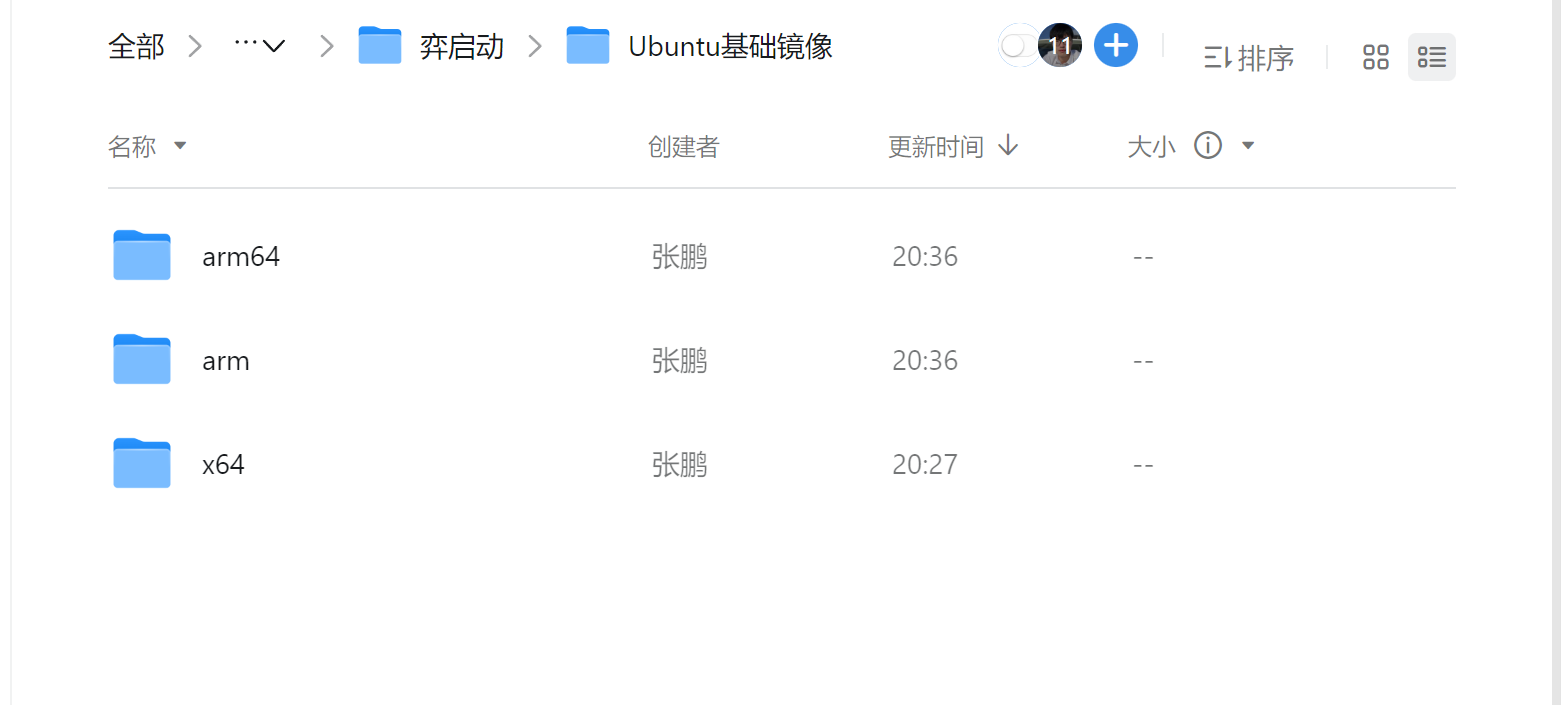 全部 ··· 弈启动 Ubuntu基础镜像 11 排序
名称 创建者 更新时间 大小
arm64 张鹏 20:36 --
arm 张鹏 20:36 --
x64 张鹏 20:27 --